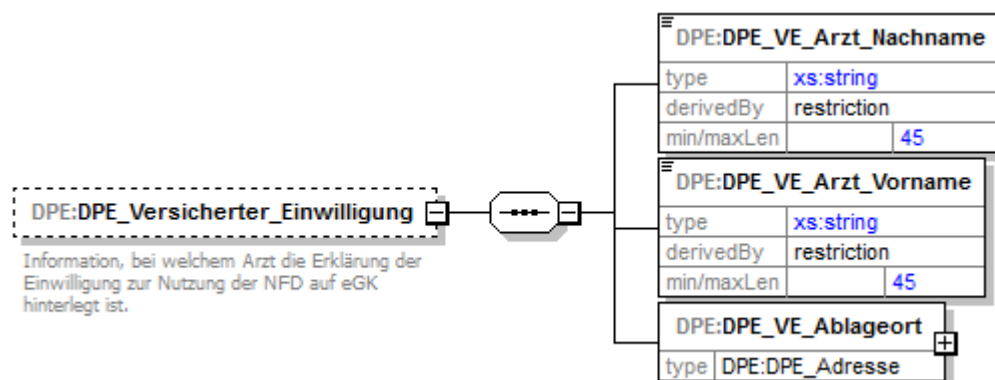 DPE:DPE_VE_Arzt_Nachname
type xs:string
derivedBy restriction
min/maxLen 45
DPE:DPE_Versicherter_Einwilligung
Information, bei welchem Arzt die Erklärung der
Einwilligung zur Nutzung der NFD auf eGK
hinterlegt ist.
DPE:DPE_VE_Arzt_Vorname
type xs:string
derivedBy restriction
min/maxLen 45
DPE:DPE_VE_Ablageort
type DPE:DPE_Adresse